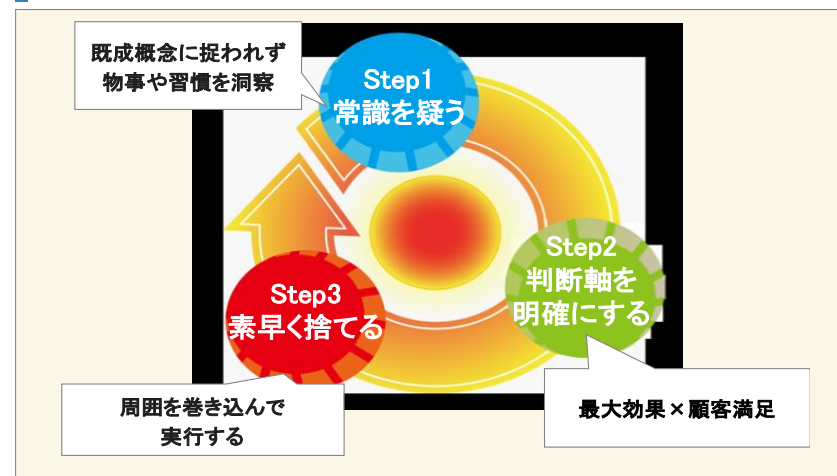 既成概念に捉われず
物事や習慣を洞察
Step1
常識を疑う
Step2
判断軸を
明確にする
最大効果×顧客満足
Step3
素早く捨てる
周囲を巻き込んで
実行する